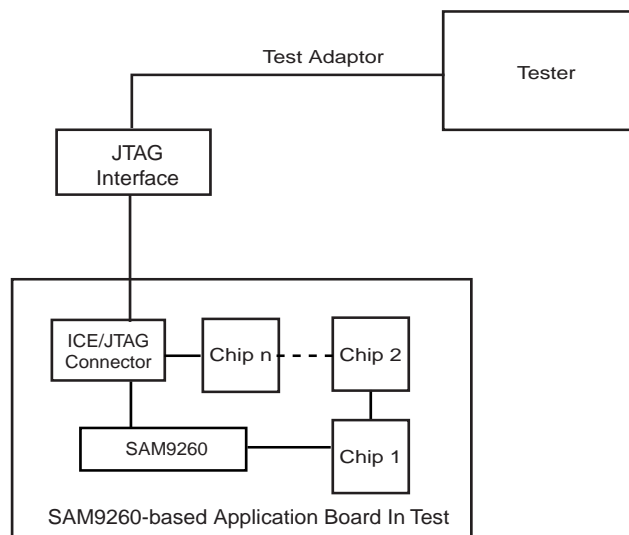 Test Adaptor
Tester
JTAG
Interface
ICE/JTAG
Connector
Chip n
Chip 2
SAM9260
Chip 1
SAM9260-based Application Board In Test